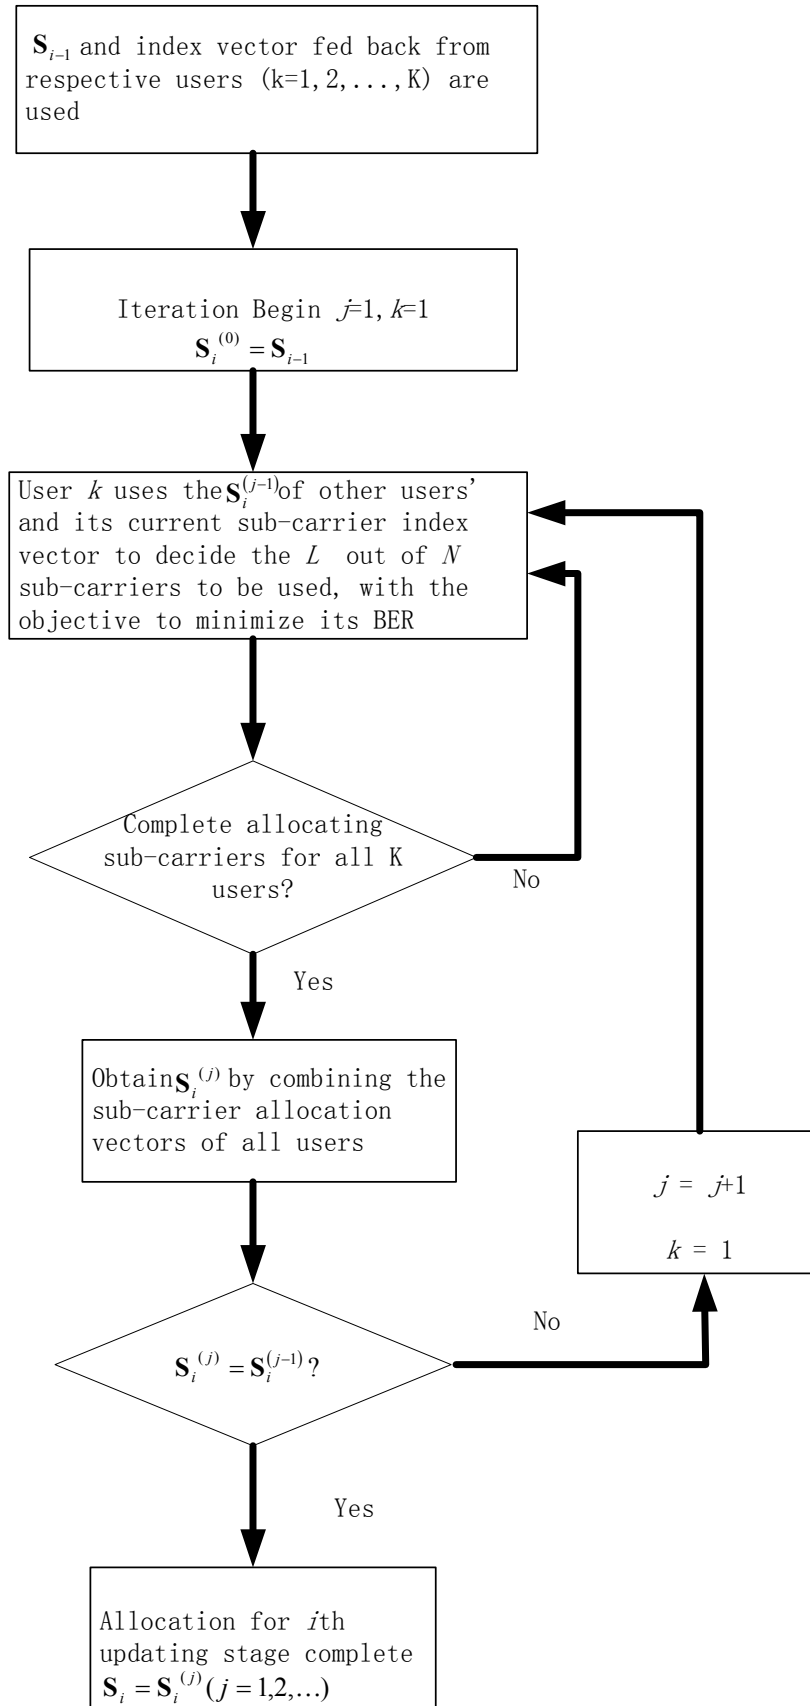 S_{i−1} and index vector fed back from
respective users (k=1,2,...,K) are
used
Iteration Begin j=1,k=1
S_i^{(0)} = S_{i−1}
User k uses the S_i^{(j−1)} of other users'
and its current sub-carrier index
vector to decide the L out of N
sub-carriers to be used, with the
objective to minimize its BER
Complete allocating
sub-carriers for all K
users?
No
Yes
Obtain S_i^{(j)} by combining the
sub-carrier allocation
vectors of all users
j = j+1
k = 1
No
S_i^{(j)} = S_i^{(j−1)}?
Yes
Allocation for ith
updating stage complete
S_i = S_i^{(j)} (j = 1,2,...)